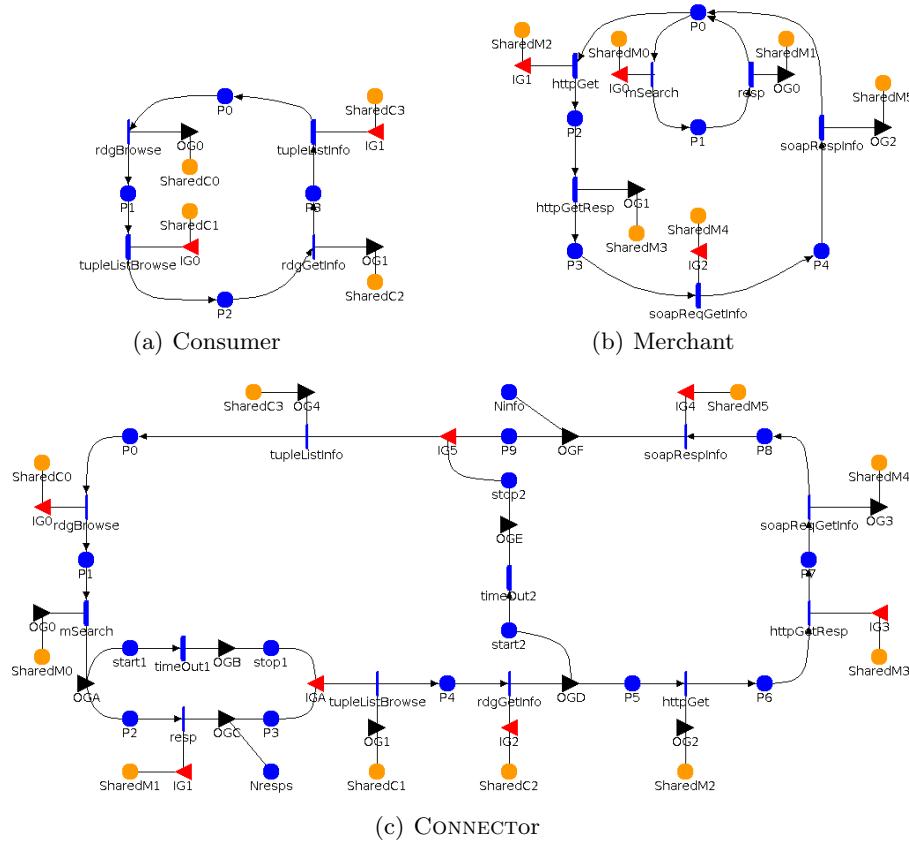 SharedC3
P0
IG1
rdgBrowse
OG0
tupleListInfo
SharedC0
P1
SharedC1
P3
tupleListBrowse
IG0
rdgGetInfo
OG1
SharedC2
P2
(a) Consumer
P0
SharedM2
SharedM0
SharedM1
IG1
httpGet
IG0
mSearch
resp
OG0
SharedM5
P2
P1
soapRespInfo
OG2
httpGetResp
OG1
SharedM4
SharedM3
P3
IG2
P4
soapReqGetInfo
(b) Merchant
SharedC3
OG4
Ninfo
IG4
SharedM5
P0
tupleListInfo
IG5
P9
OGF
soapRespInfo
P8
SharedC0
stop2
SharedM4
IG0
rdgBrowse
OGE
soapReqGetInfo
OG3
P1
timeOut2
P7
OG0
mSearch
start2
httpGetResp
IG3
SharedM0
start1
timeOut1
OGB
stop1
SharedM3
OGA
IGA
tupleListBrowse
P4
rdgGetInfo
OGD
P5
httpGet
P6
P2
resp
OGC
P3
OG1
IG2
OG2
SharedM1
IG1
Nresps
SharedC1
SharedC2
SharedM2
(c) CONNECTor